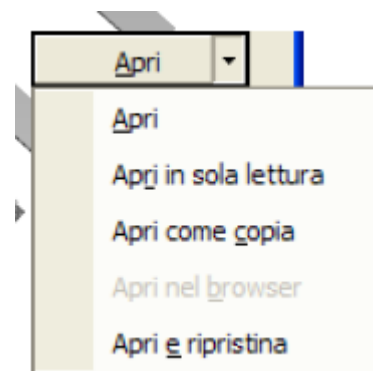 Apri
Apri
Apri in sola lettura
Apri come copia
Apri nel browser
Apri e ripristina